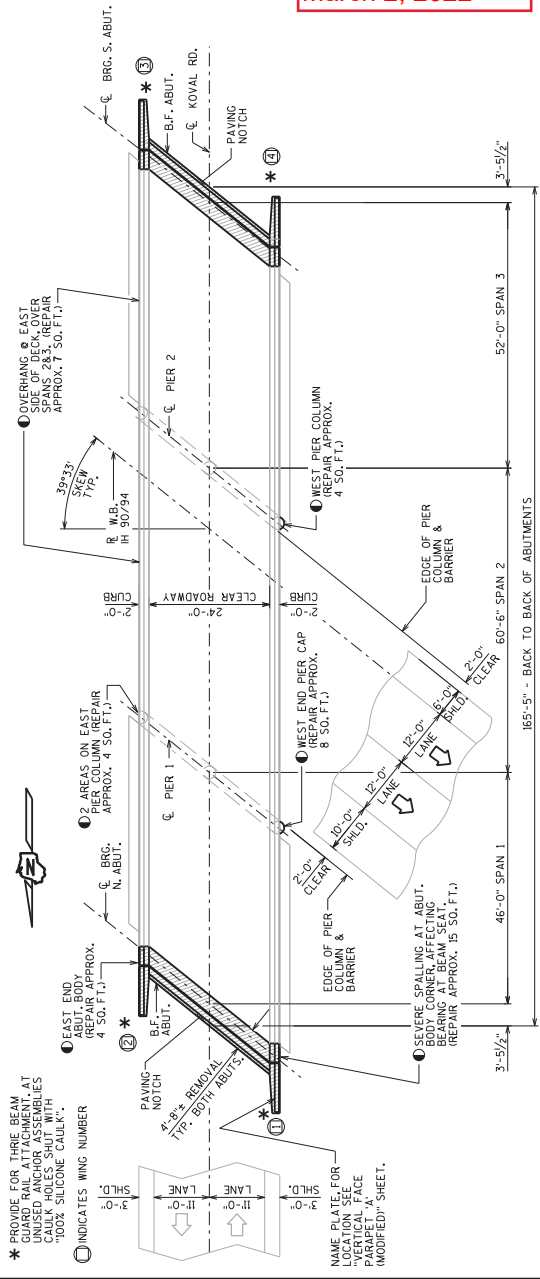 March 2, 2022
* PROVIDE FOR THRIE BEAM
GUARD RAIL ATTACHMENT. AT
UNUSED ANCHOR ASSEMBLIES
CAULK HOLES SHUT WITH
"100% SILICONE CAULK".
INDICATES WING NUMBER
N
EAST END
ABUT. BODY
(REPAIR APPROX.
4 SQ. FT.)
℄ BRG.
N. ABUT.
2 AREAS ON EAST
PIER COLUMN (REPAIR
APPROX. 4 SQ. FT.)
℄ PIER 1
39°33'
SKEW
TYP.
R W.B.
IH 90/94
OVERHANG @ EAST
SIDE OF DECK, OVER
SPANS 2&3. (REPAIR
APPROX. 7 SQ. FT.)
℄ PIER 2
℄ BRG. S. ABUT.
* 3
B.F. ABUT.
℄ KOVAL RD.
PAVING
NOTCH
* 4
2 *
B.F.
ABUT.
PAVING
NOTCH
4'-8"± REMOVAL
TYP. BOTH ABUTS.
* 1
3'-0"
SHLD.
11'-0"
LANE
11'-0"
LANE
3'-0"
SHLD.
NAME PLATE, FOR
LOCATION SEE
"VERTICAL FACE
PARAPET 'A'
(MODIFIED)" SHEET.
2'-0"
CURB
24'-0"
CLEAR ROADWAY
2'-0"
CURB
WEST END PIER CAP
(REPAIR APPROX.
8 SQ. FT.)
WEST PIER COLUMN
(REPAIR APPROX.
4 SQ. FT.)
2'-0"
CLEAR
EDGE OF PIER
COLUMN &
BARRIER
10'-0"
SHLD.
12'-0"
LANE
12'-0"
LANE
6'-0"
SHLD.
2'-0"
CLEAR
EDGE OF PIER
COLUMN &
BARRIER
SEVERE SPALLING AT ABUT.
BODY CORNER, AFFECTING
BEARING AT BEAM SEAT.
(REPAIR APPROX. 15 SQ. FT.)
3'-5½"
46'-0" SPAN 1
60'-6" SPAN 2
52'-0" SPAN 3
3'-5½"
165'-5" - BACK TO BACK OF ABUTMENTS